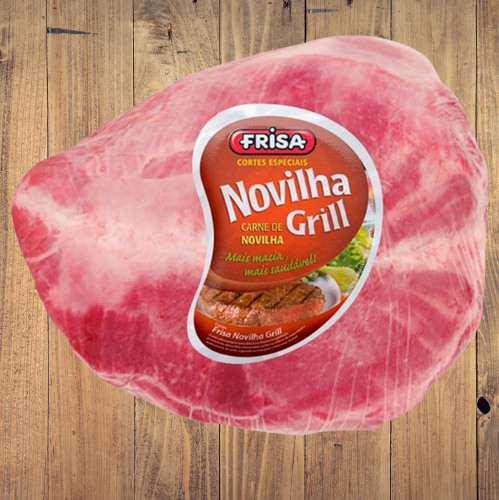 FRISA
CORTES ESPECIAIS
Novilha
Grill
CARNE DE
NOVILHA
Mais macia,
mais saudável!
Frisa Novilha Grill